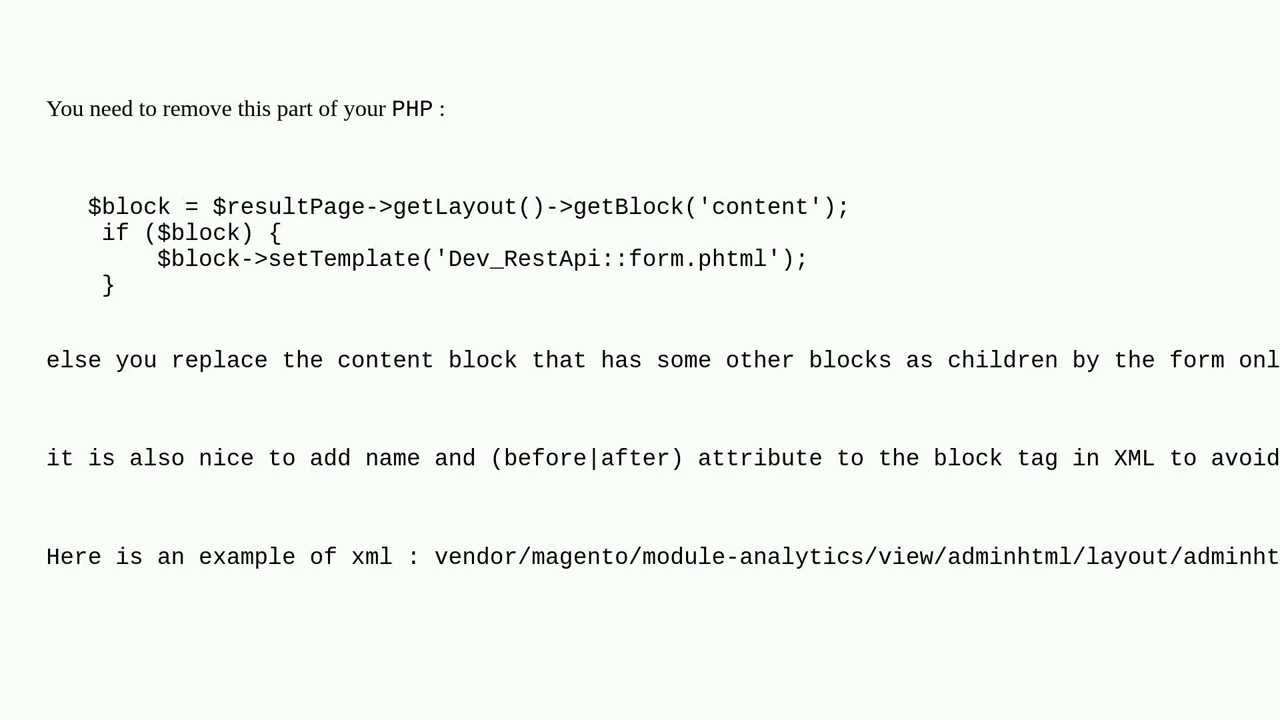 You need to remove this part of your PHP :
$block = $resultPage->getLayout()->getBlock('content');
if ($block) {
$block->setTemplate('Dev_RestApi::form.phtml');
}
else you replace the content block that has some other blocks as children by the form onl
it is also nice to add name and (before|after) attribute to the block tag in XML to avoid
Here is an example of xml : vendor/magento/module-analytics/view/adminhtml/layout/adminht